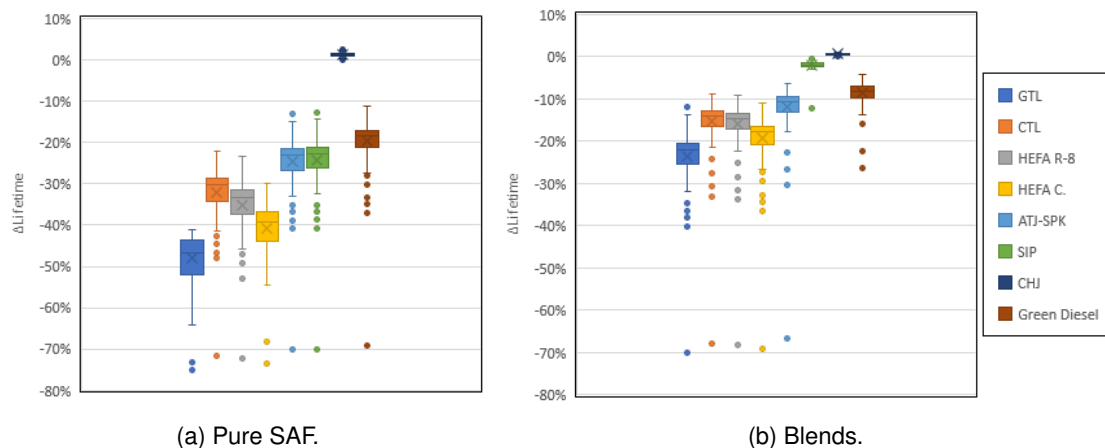 10%
0%
-10%
-20%
-30%
-40%
-50%
-60%
-70%
-80%
ΔLifetime
(a) Pure SAF.
10%
0%
-10%
-20%
-30%
-40%
-50%
-60%
-70%
-80%
ΔLifetime
(b) Blends.
GTL
CTL
HEFA R-8
HEFA C.
ATJ-SPK
SIP
CHJ
Green Diesel